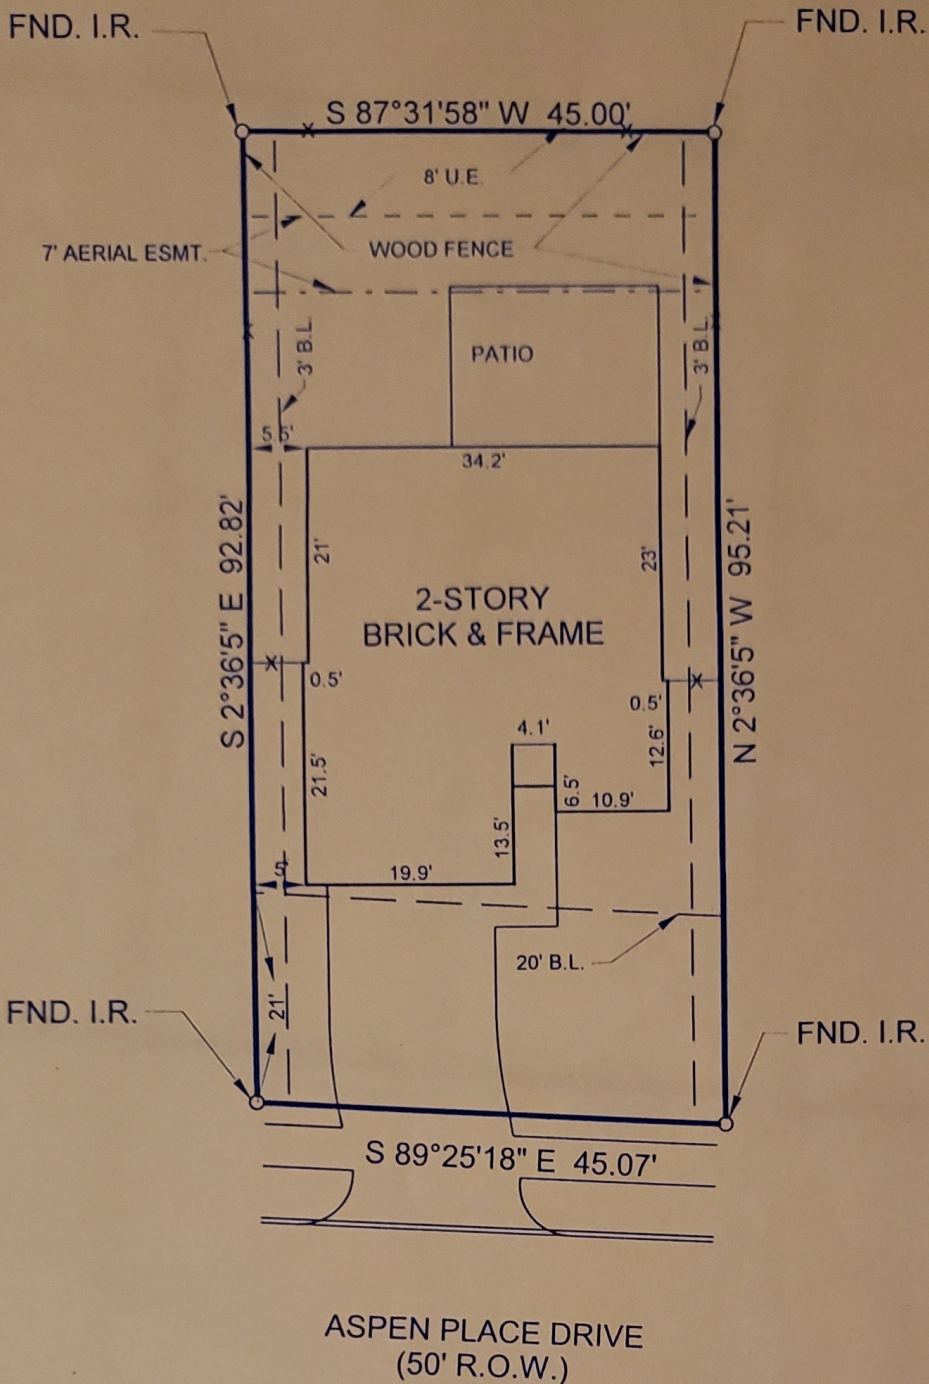 FND. I.R.
FND. I.R.
S 87°31'58" W 45.00'
8' U.E.
7' AERIAL ESMT.
WOOD FENCE
3' B.L.
PATIO
3' B.L.
34.2'
S 2°36'5" E 92.82'
21'
2-STORY
BRICK & FRAME
23'
N 2°36'5" W 95.21'
0.5'
0.5'
4.1'
21.5'
12.6'
6.5'
10.9'
13.5'
19.9'
20' B.L.
21'
FND. I.R.
FND. I.R.
S 89°25'18" E 45.07'
ASPEN PLACE DRIVE
(50' R.O.W.)